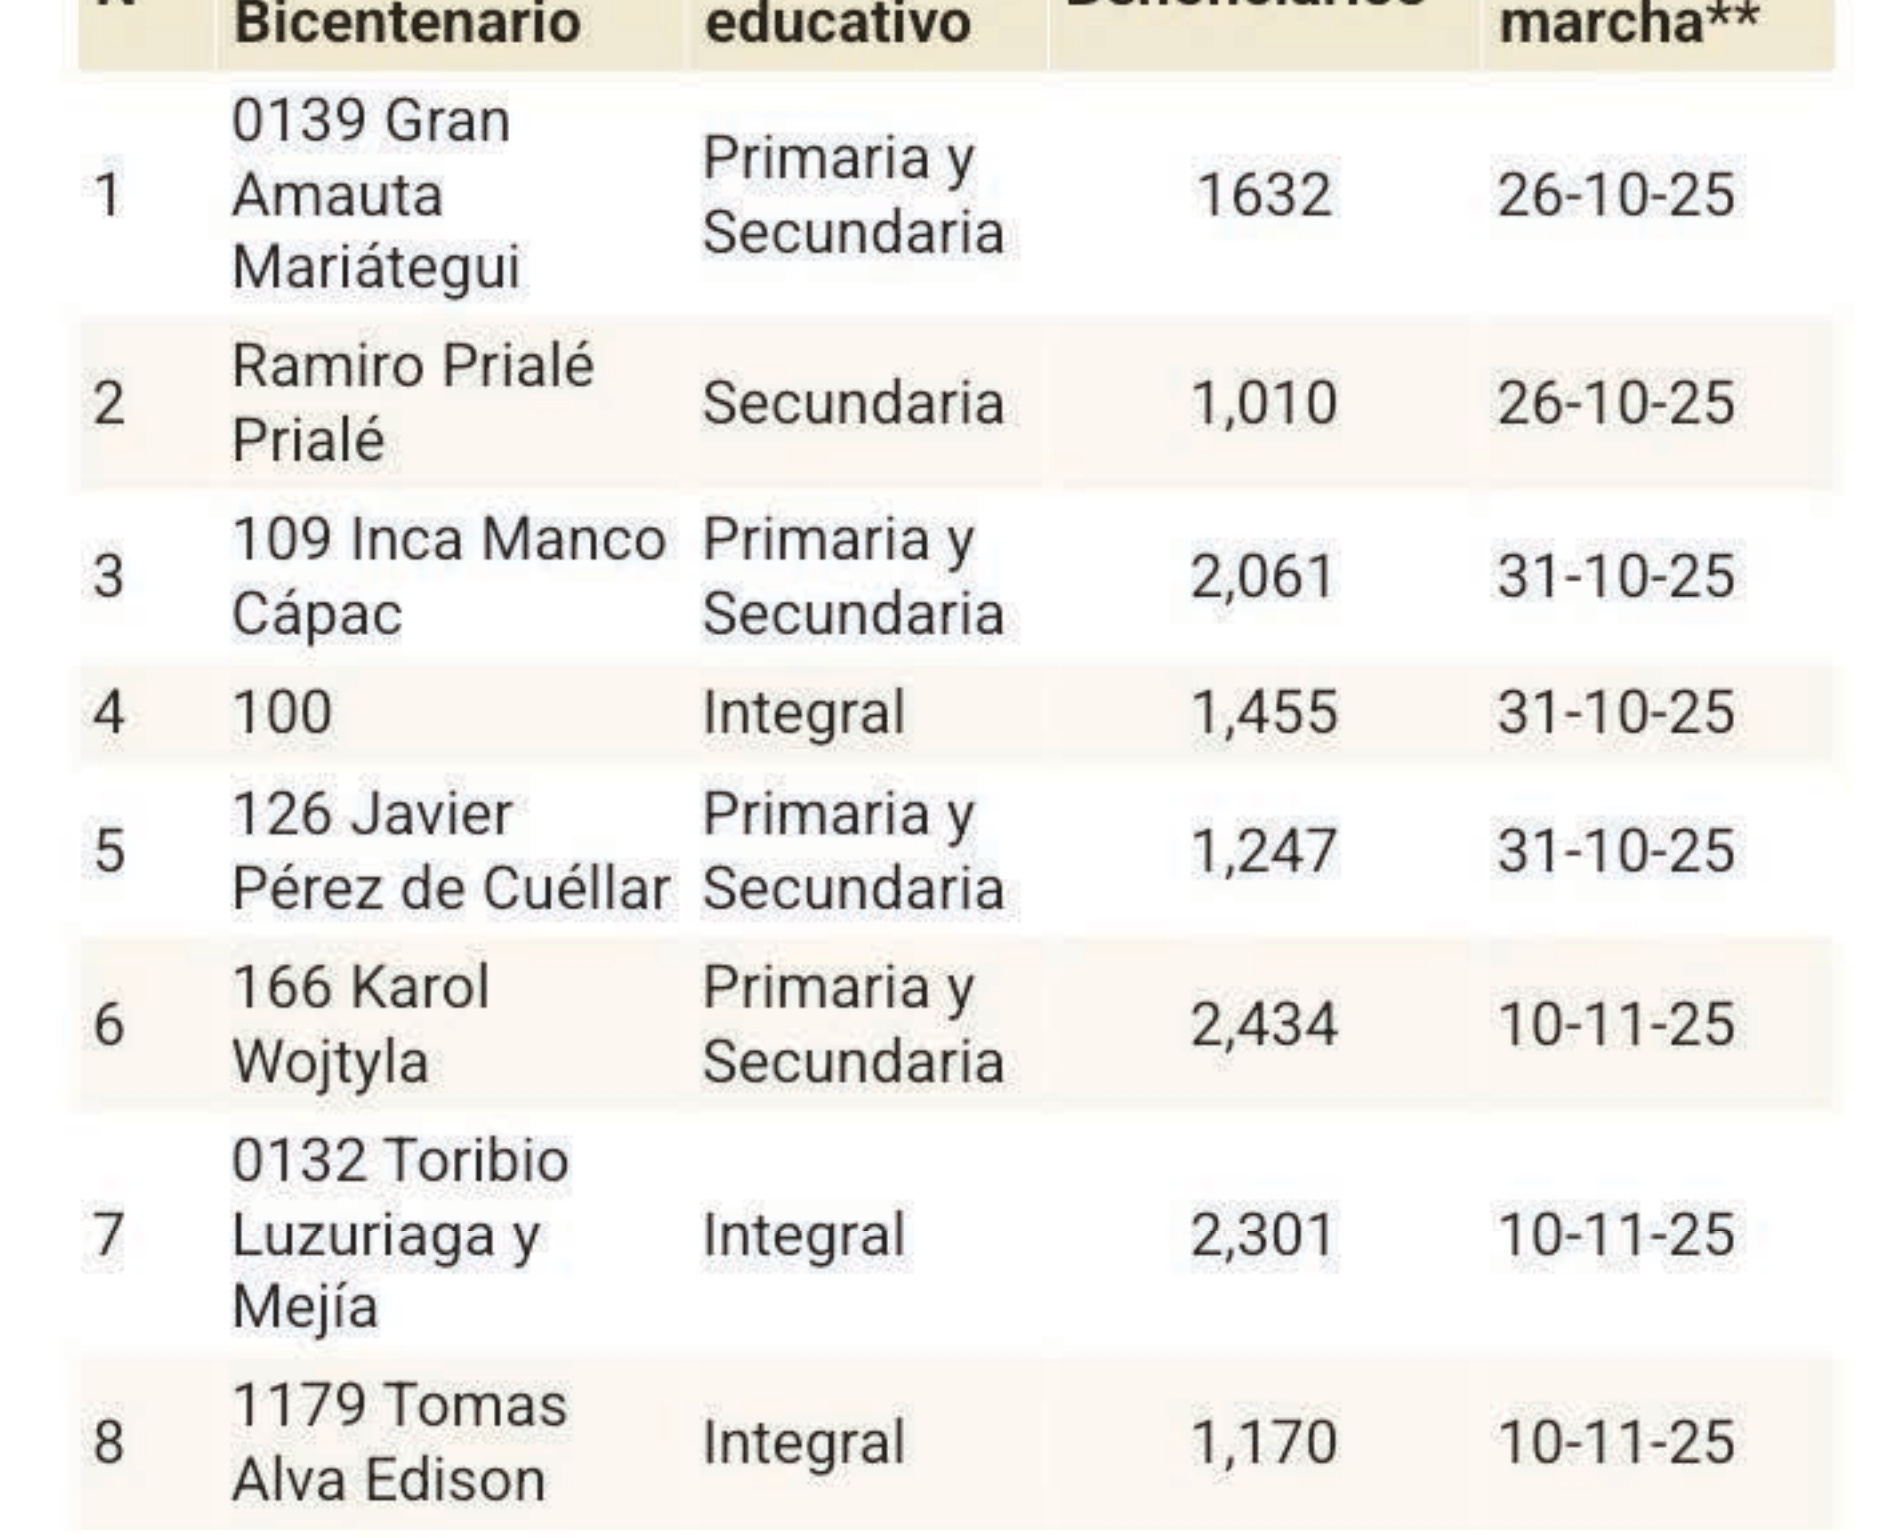 Bicentenario
educativo
marcha**
1
0139 Gran
Amauta
Mariátegui
Primaria y
Secundaria
1632
26-10-25
2
Ramiro Prialé
Prialé
Secundaria
1,010
26-10-25
3
109 Inca Manco
Cápac
Primaria y
Secundaria
2,061
31-10-25
4
100
Integral
1,455
31-10-25
5
126 Javier
Pérez de Cuéllar
Primaria y
Secundaria
1,247
31-10-25
6
166 Karol
Wojtyla
Primaria y
Secundaria
2,434
10-11-25
7
0132 Toribio
Luzuriaga y
Mejía
Integral
2,301
10-11-25
8
1179 Tomas
Alva Edison
Integral
1,170
10-11-25